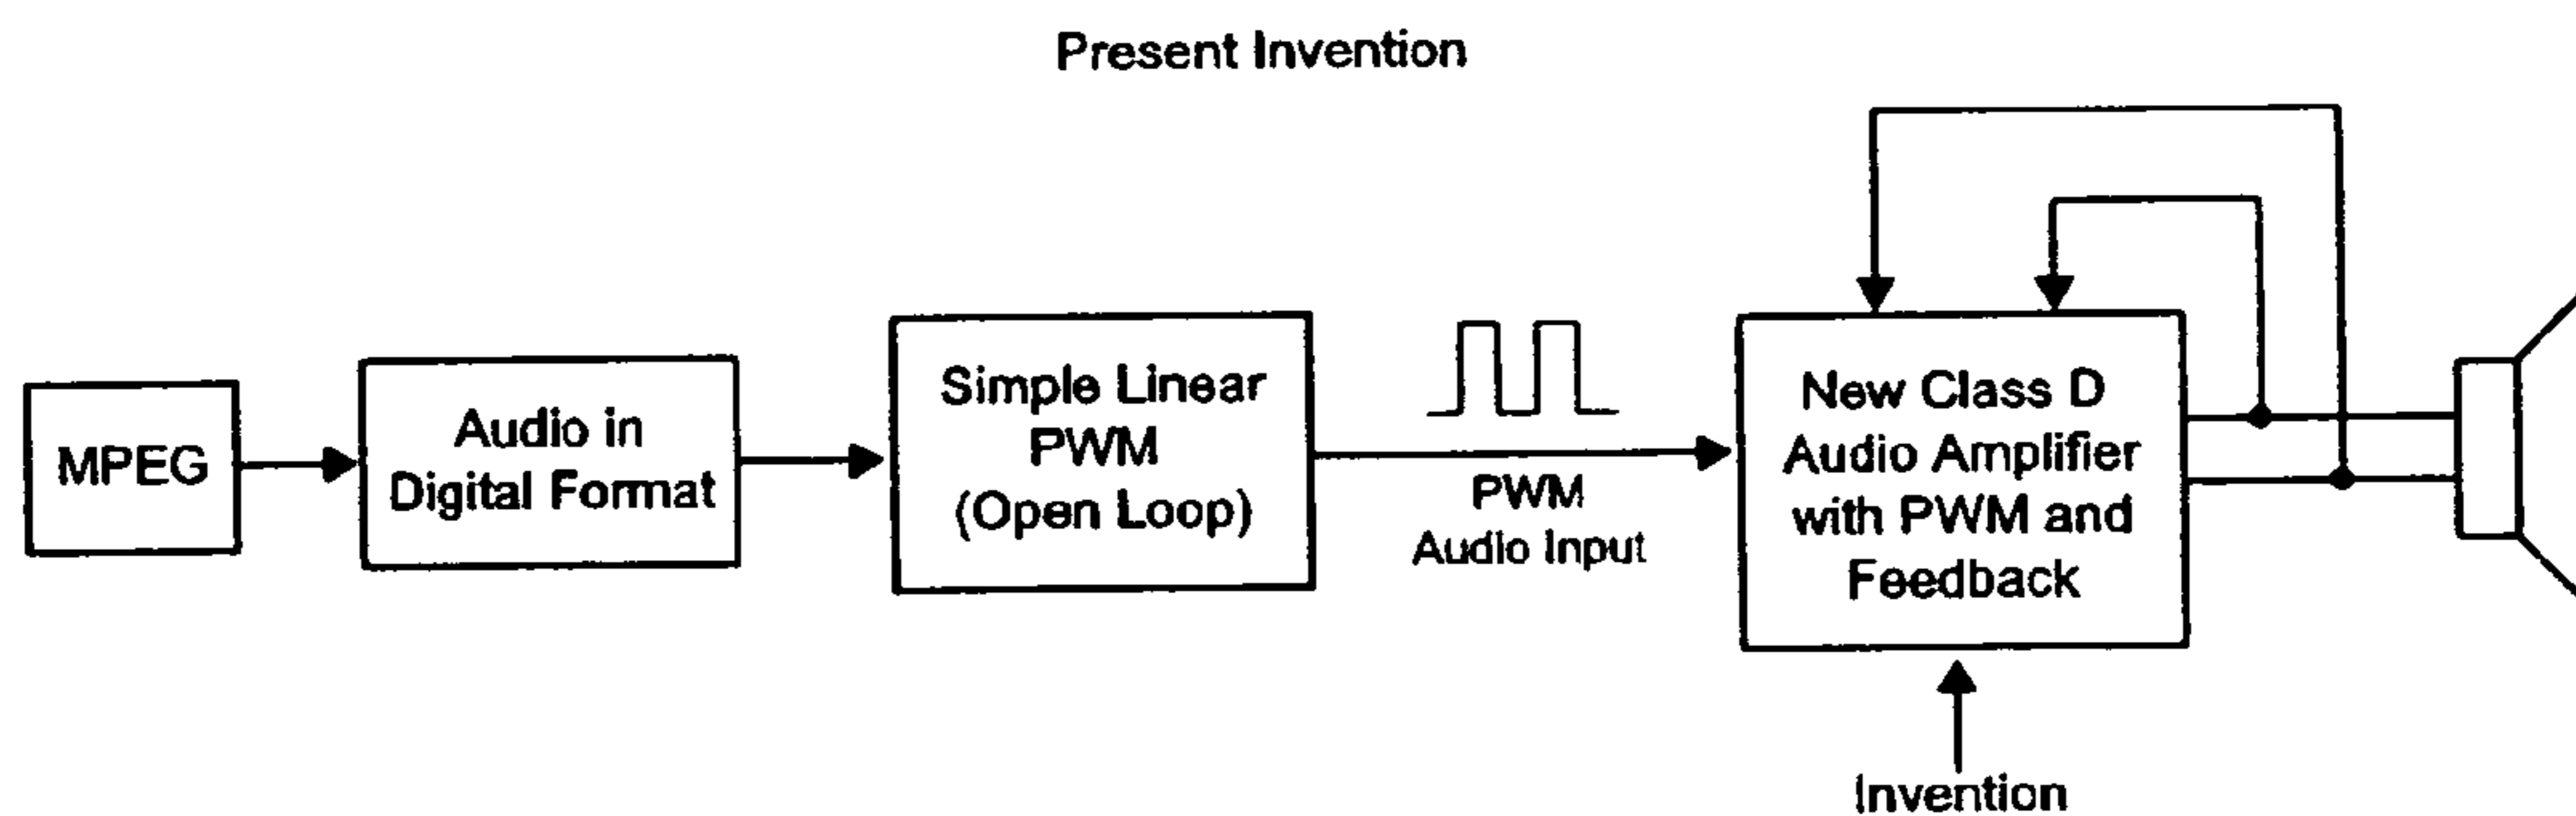 Present Invention
MPEG
Audio in
Digital Format
Simple Linear
PWM
(Open Loop)
PWM
Audio Input
New Class D
Audio Amplifier
with PWM and
Feedback
Invention